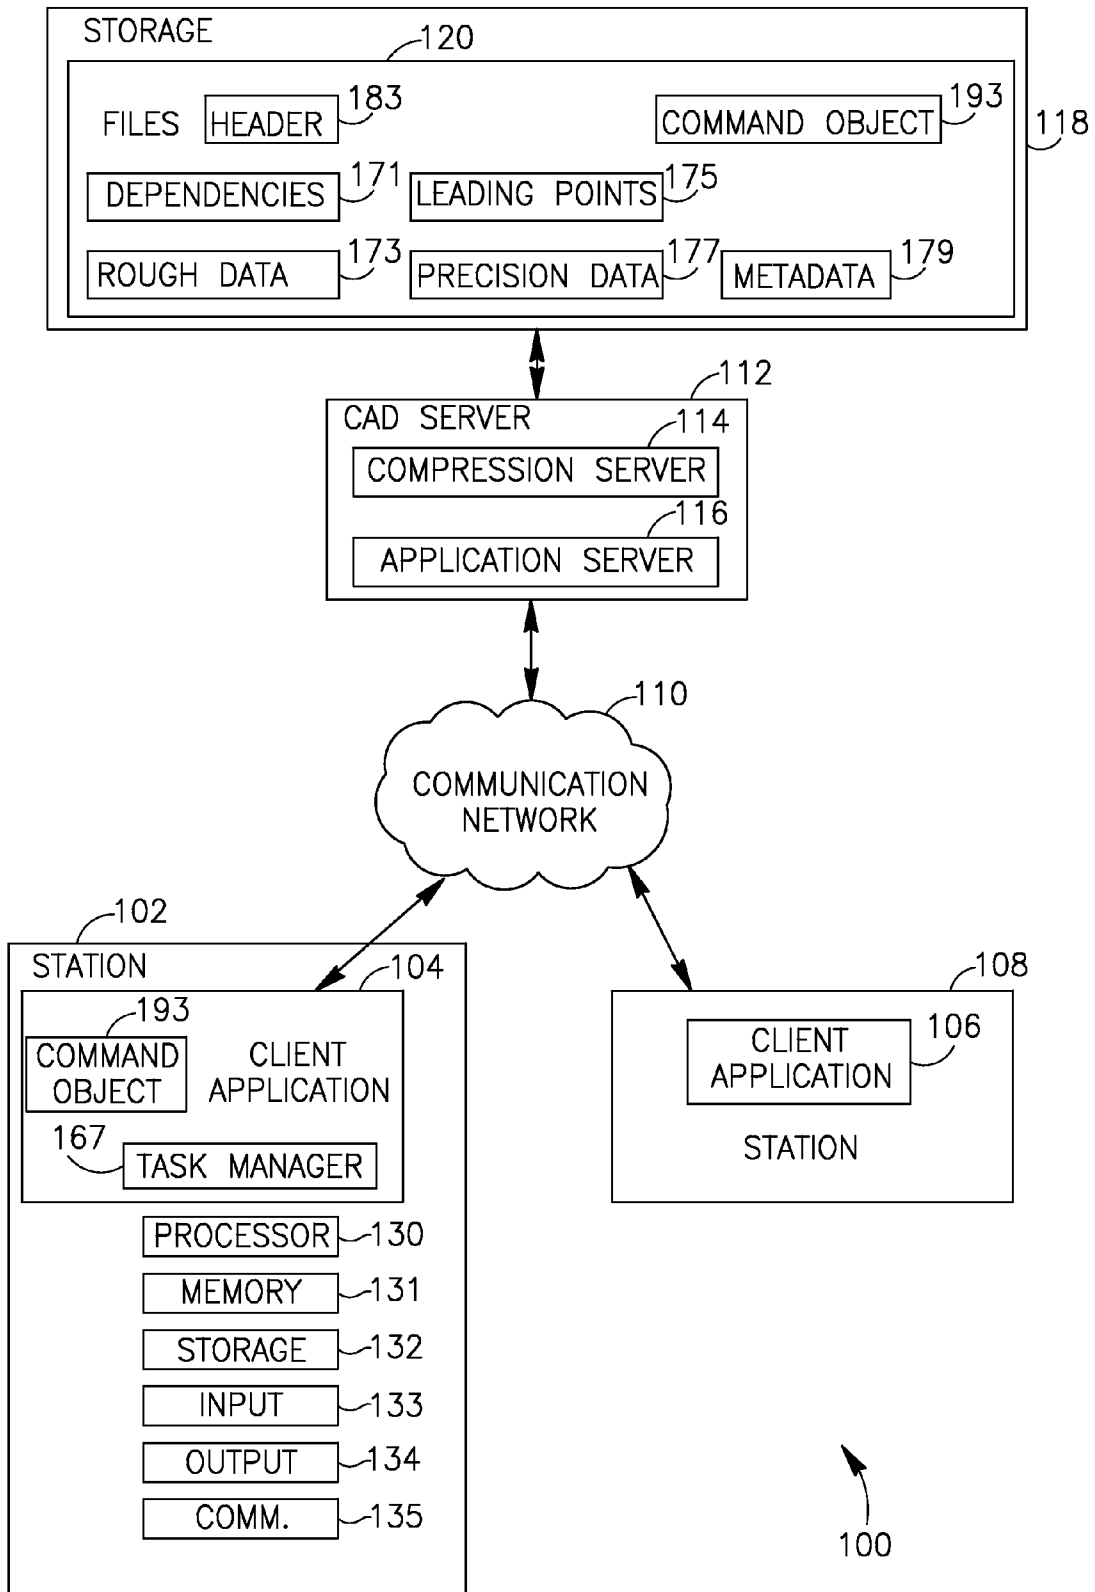 STORAGE
120
FILES HEADER 183
COMMAND OBJECT 193
118
DEPENDENCIES 171
LEADING POINTS 175
ROUGH DATA 173
PRECISION DATA 177
METADATA 179
112
CAD SERVER
114
COMPRESSION SERVER
116
APPLICATION SERVER
110
COMMUNICATION
NETWORK
102
STATION
104
193
COMMAND
OBJECT
CLIENT
APPLICATION
167
TASK MANAGER
PROCESSOR 130
MEMORY 131
STORAGE 132
INPUT 133
OUTPUT 134
COMM. 135
108
CLIENT
APPLICATION
106
STATION
100